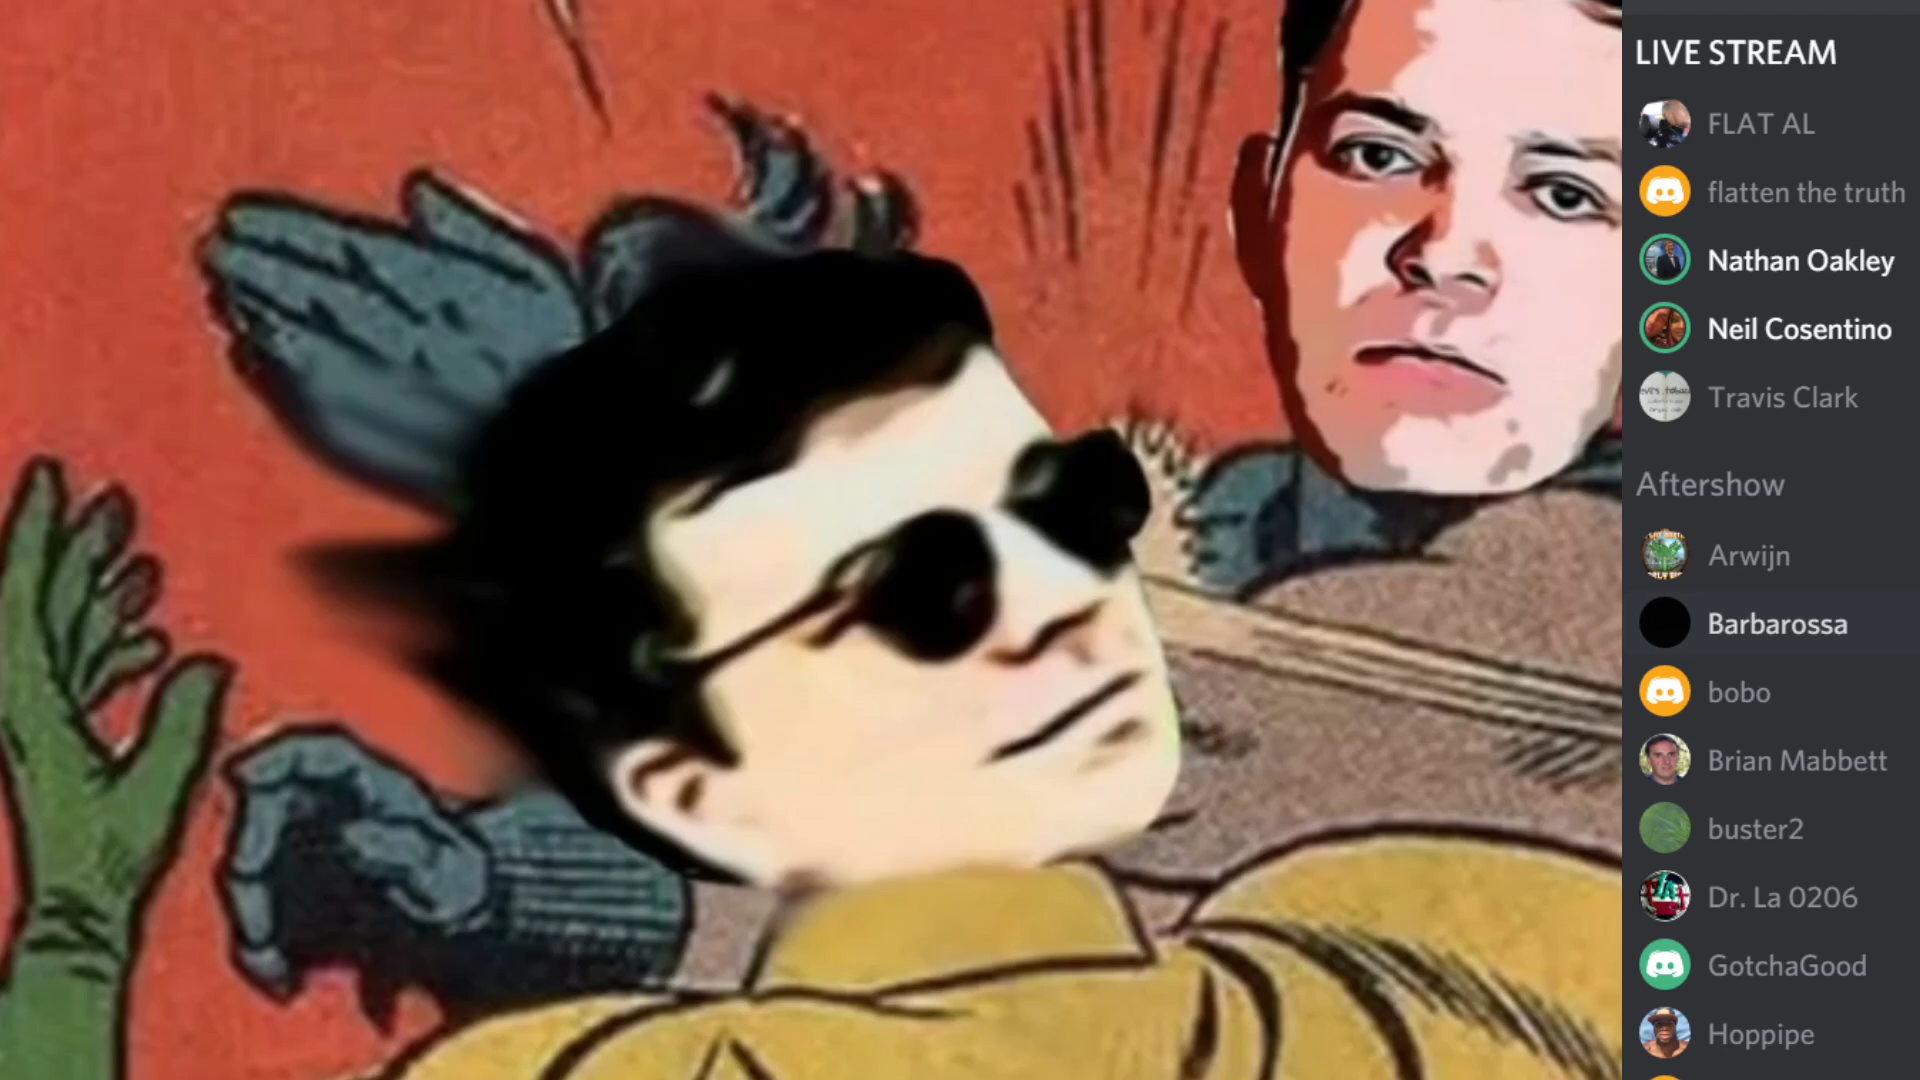 LIVE STREAM
FLAT AL
flatten the truth
Nathan Oakley
Neil Cosentino
Travis Clark
Aftershow
Arwijn
Barbarossa
bobo
Brian Mabbett
buster2
Dr. La 0206
GotchaGood
Hoppipe